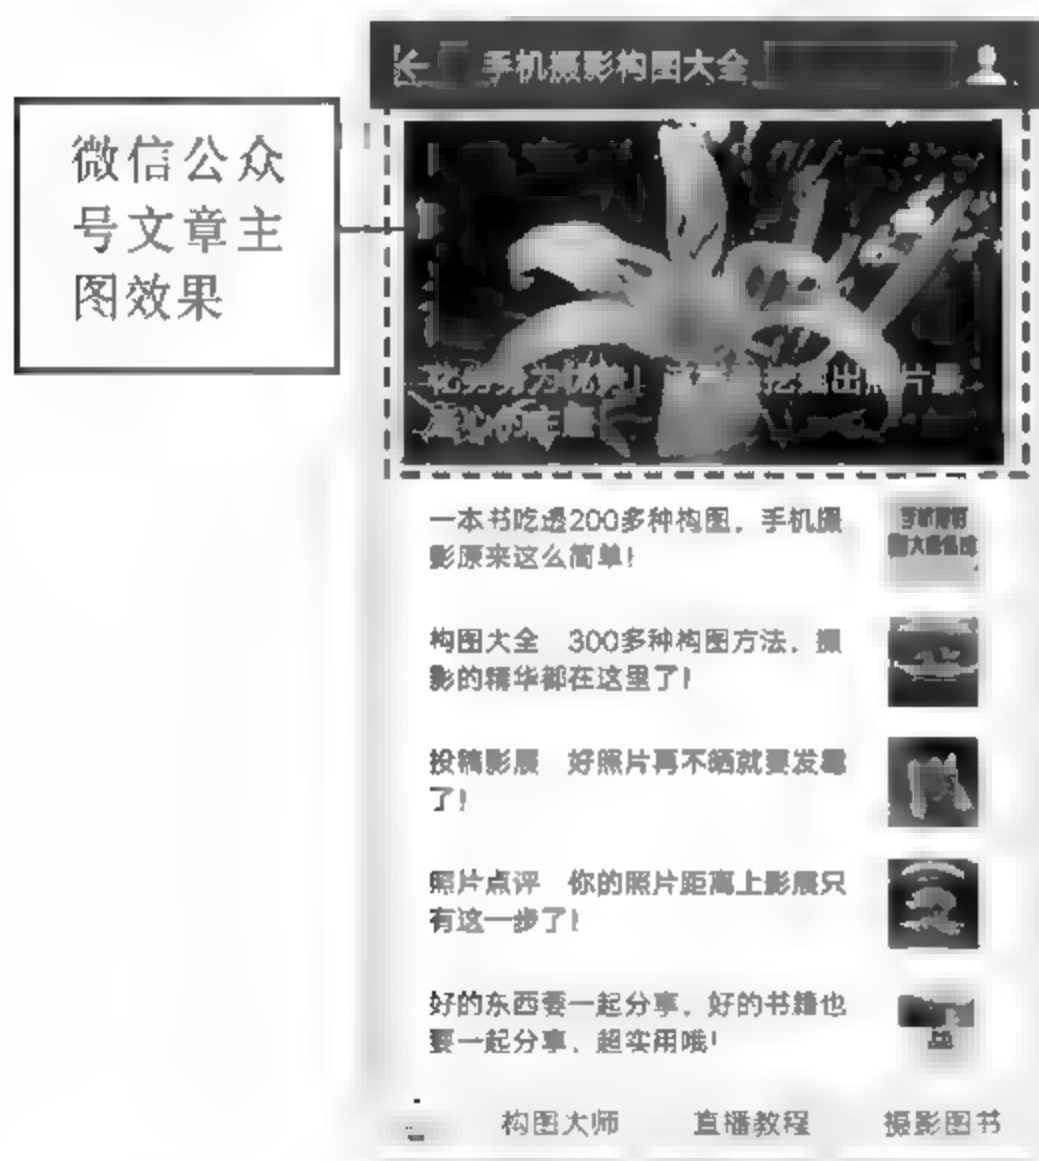 手机摄影构图大全
微信公众
号文章主
图效果
一本书吃透200多种构图，手机摄
影原来这么简单！
构图大全 300多种构图方法，摄
影的精华都在这里了！
投稿影展 好照片再不晒就要发霉
了！
照片点评 你的照片距离上影展只
有这一步了！
好的东西要一起分享，好的书籍也
要一起分享，超实用哦！
构图大师 直播教程 摄影图书